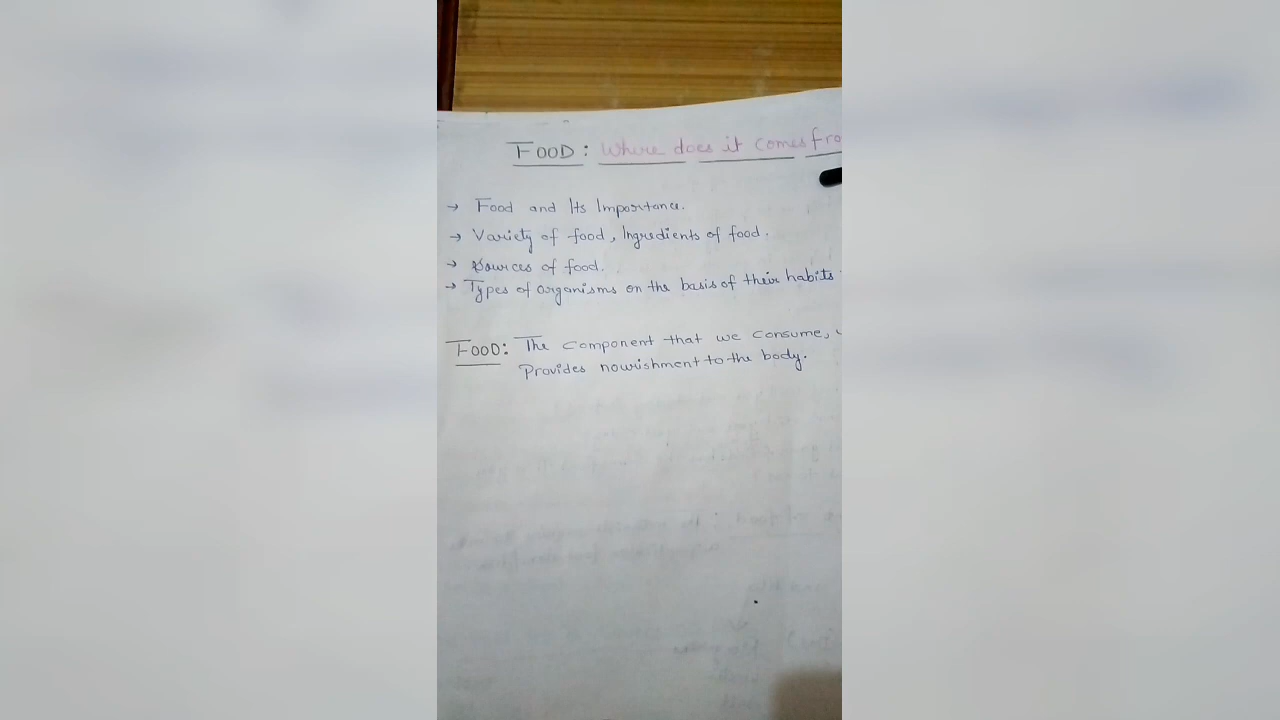 FOOD: Where does it comes fro
→ Food and Its Importance.
→ Variety of food, Ingredients of food.
→ Sources of food.
→ Types of organisms on the basis of their habits
FOOD: The component that we consume,
Provides nourishment to the body.